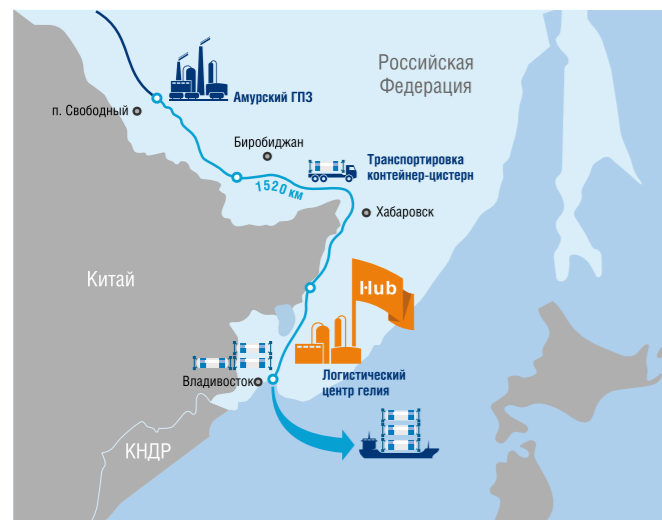 Российская
Федерация
Амурский ГПЗ
п. Свободный
Биробиджан
Транспортировка
контейнер-цистерн
1520 км
Хабаровск
Китай
Hub
Логистический
центр гелия
Владивосток
КНДР